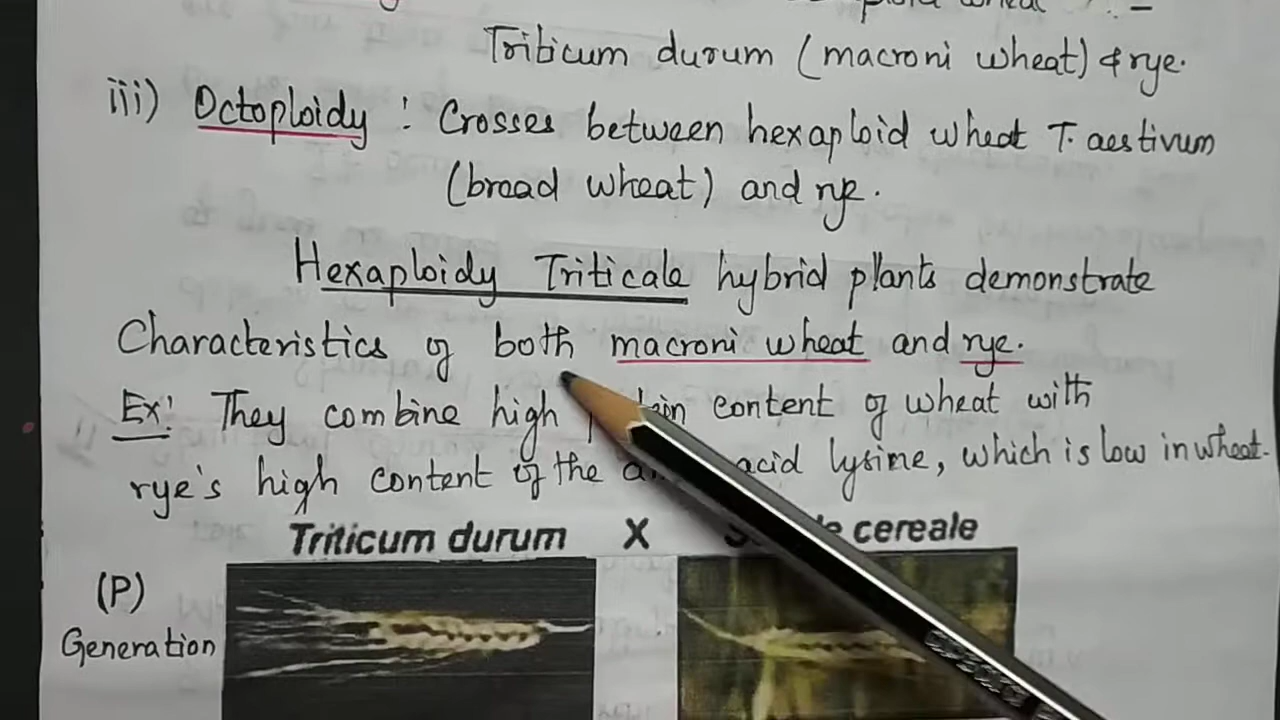 Triticum durum (macroni wheat) & rye.
iii) Octoploidy : Crosses between hexaploid wheat T. aestivum
(bread wheat) and rye.
Hexaploidy Triticale hybrid plants demonstrate
Characteristics of both macroni wheat and rye.
Ex: They combine high content of wheat with
rye's high content of the acid lysine, which is low in wheat.
Triticum durum X cereale
(P)
Generation